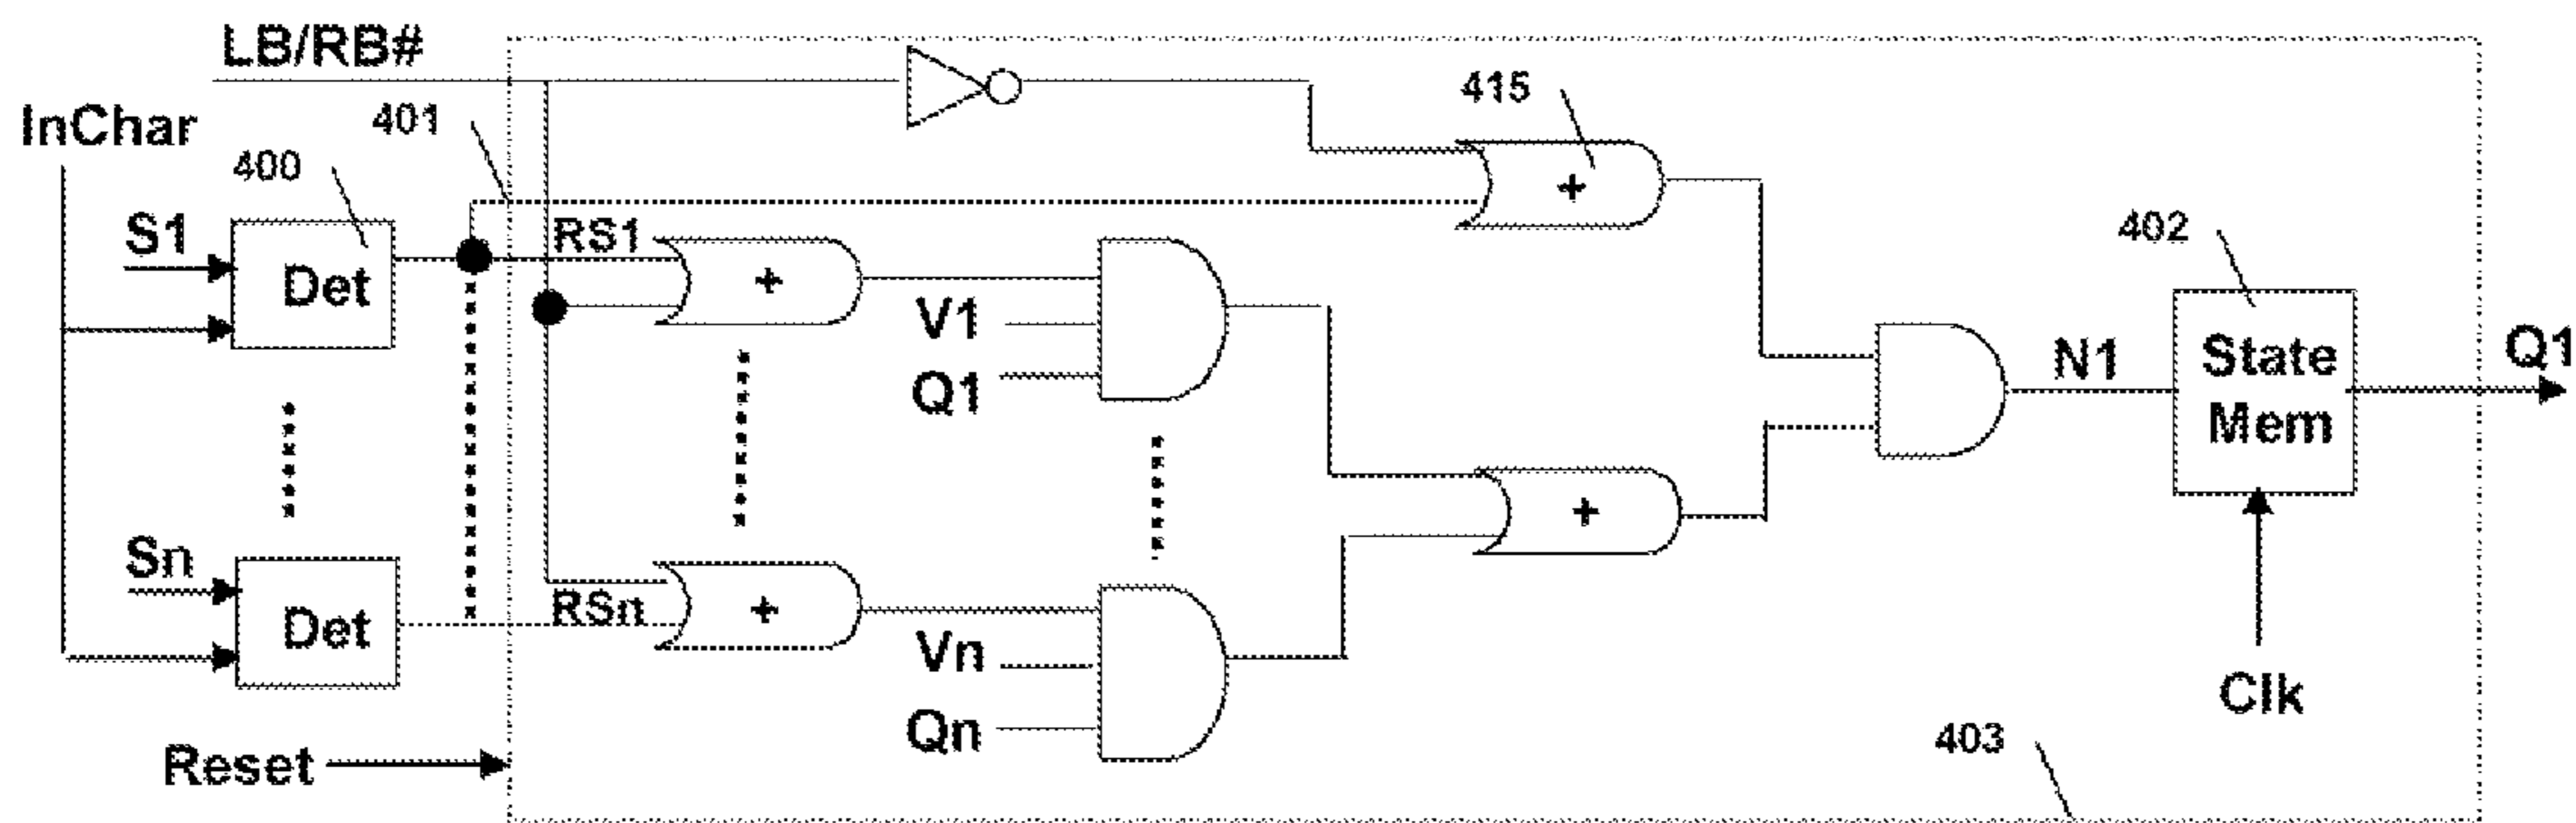 LB/RB#
InChar
401
415
400
S1
Det
RS1
+
+
402
V1
Q1
N1
State
Mem
Q1
Sn
Det
RSn
+
+
Vn
Qn
Clk
Reset
403